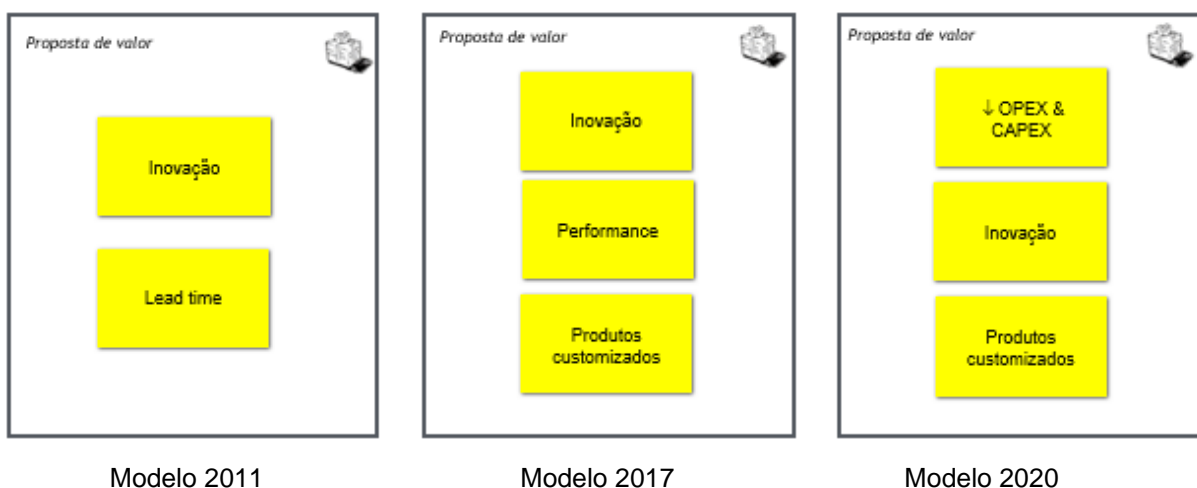 Proposta de valor
Inovação
Lead time
Modelo 2011
Proposta de valor
Inovação
Performance
Produtos
customizados
Modelo 2017
Proposta de valor
↓ OPEX &
CAPEX
Inovação
Produtos
customizados
Modelo 2020